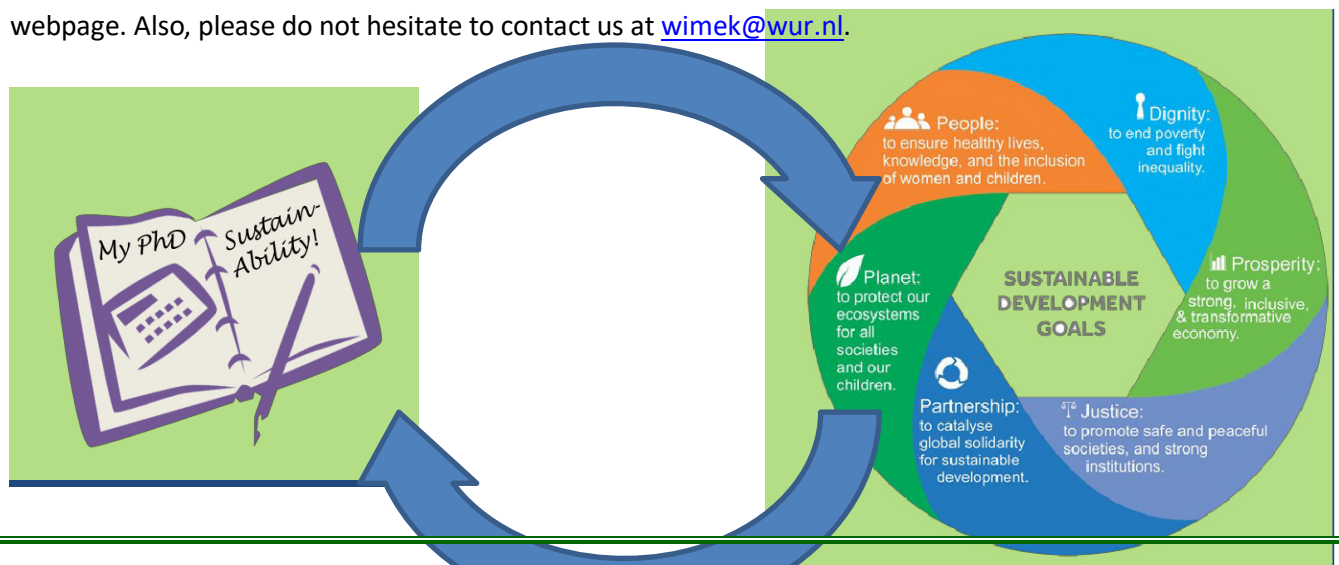 webpage. Also, please do not hesitate to contact us at wimek@wur.nl.
My PhD
Sustain-
Ability!
People:
to ensure healthy lives,
knowledge, and the inclusion
of women and children.
Dignity:
to end poverty
and fight
inequality.
Prosperity:
to grow a
strong, inclusive,
& transformative
economy.
Planet:
to protect our
ecosystems
for all
societies
and our
children.
SUSTAINABLE
DEVELOPMENT
GOALS
Partnership:
to catalyse
global solidarity
for sustainable
development.
Justice:
to promote safe and peaceful
societies, and strong
institutions.